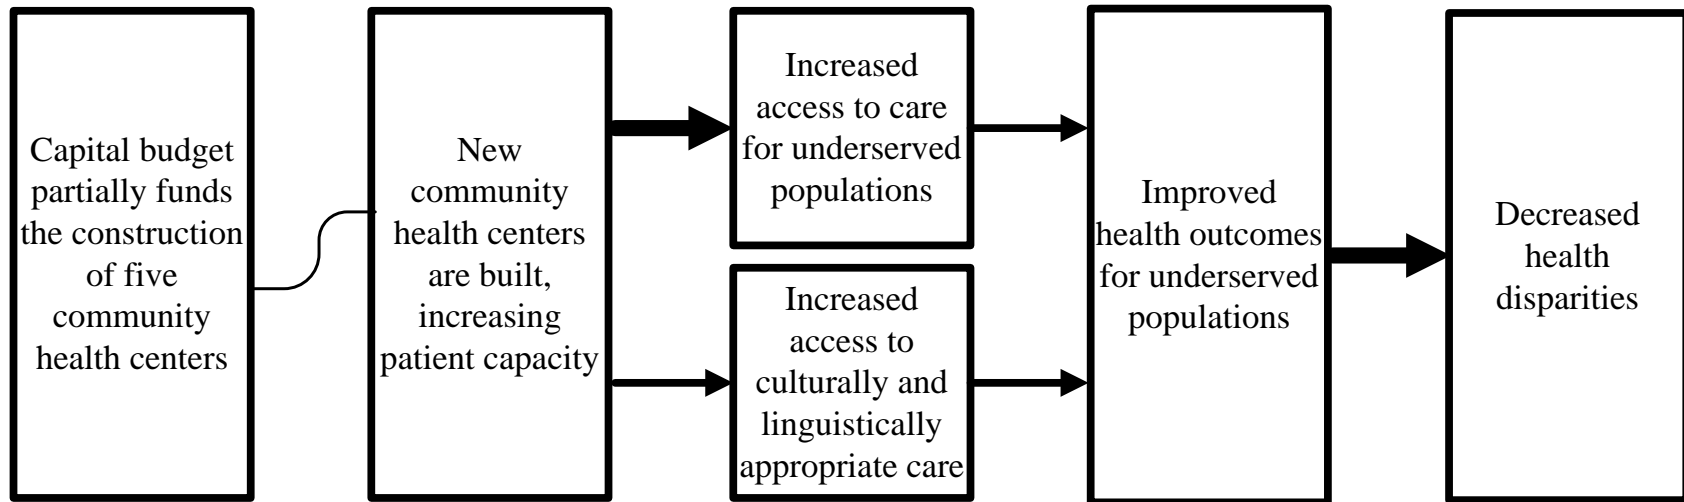 Capital budget
partially funds
the construction
of five
community
health centers
New
community
health centers
are built,
increasing
patient capacity
Increased
access to care
for underserved
populations
Increased
access to
culturally and
linguistically
appropriate care
Improved
health outcomes
for underserved
populations
Decreased
health
disparities